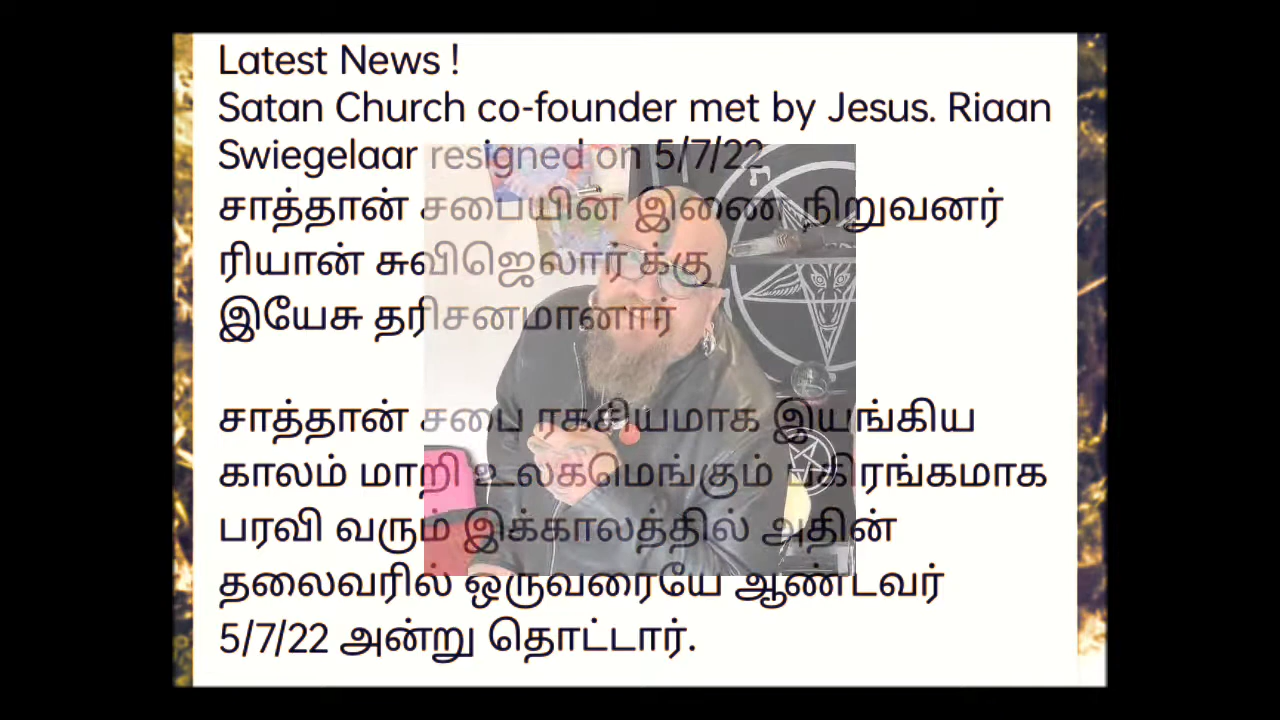 Latest News !
Satan Church co-founder met by Jesus. Riaan
Swiegelaar resigned on 5/7/22
சாத்தான் சபையின் இணை நிறுவனர்
ரியான் சுவிஜெலார் க்கு
இயேசு தரிசனமானார்
சாத்தான் சபை ரகசியமாக இயங்கிய
காலம் மாறி உலகமெங்கும் பகிரங்கமாக
பரவி வரும் இக்காலத்தில் அதின்
தலைவரில் ஒருவரையே ஆண்டவர்
5/7/22 அன்று தொட்டார்.